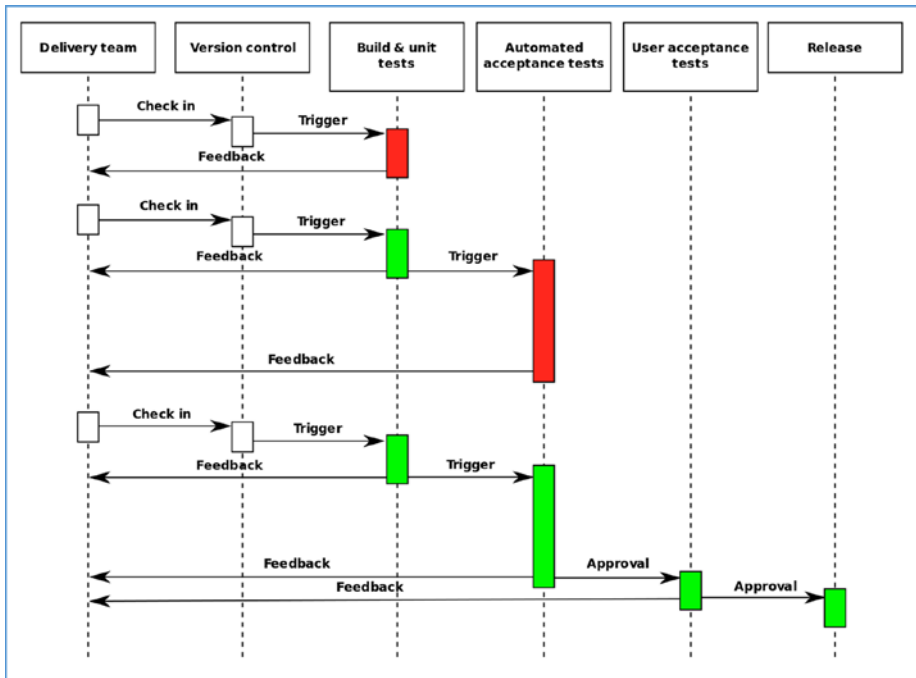 Delivery team
Version control
Build & unit
tests
Automated
acceptance tests
User acceptance
tests
Release
Check in
Trigger
Feedback
Check in
Trigger
Feedback
Trigger
Feedback
Check in
Trigger
Feedback
Trigger
Feedback
Approval
Feedback
Approval